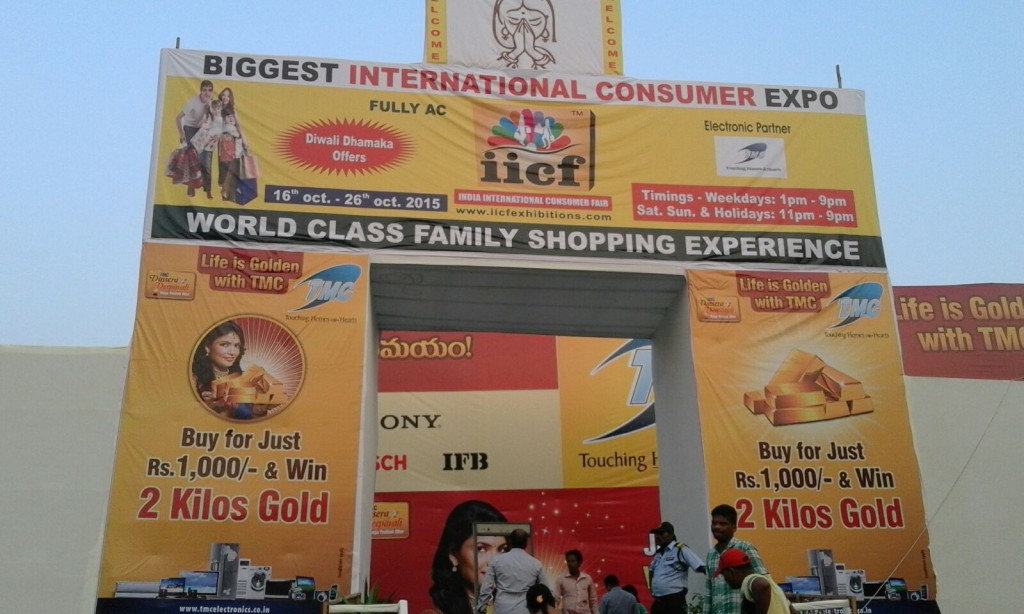 WELCOME
WELCOME
BIGGEST INTERNATIONAL CONSUMER EXPO
FULLY AC
Diwali Dhamaka
Offers
16th oct. - 26th oct. 2015
TM
iicf
INDIA INTERNATIONAL CONSUMER FAIR
www.iicfexhibitions.com
Electronic Partner
Timings - Weekdays: 1pm - 9pm
Sat. Sun. & Holidays: 11pm - 9pm
WORLD CLASS FAMILY SHOPPING EXPERIENCE
Life is Golden
with TMC
TMC
Touching Homes-n-Hearts
Buy for Just
Rs.1,000/- & Win
2 Kilos Gold
www.tmcelectronics.co.in
మయం!
ONY
SCH
IFB
Touching H
Life is Golden
with TMC
TMC
Touching Homes-n-Hearts
Buy for Just
Rs.1,000/- & Win
2 Kilos Gold
Life is Gold
with TM